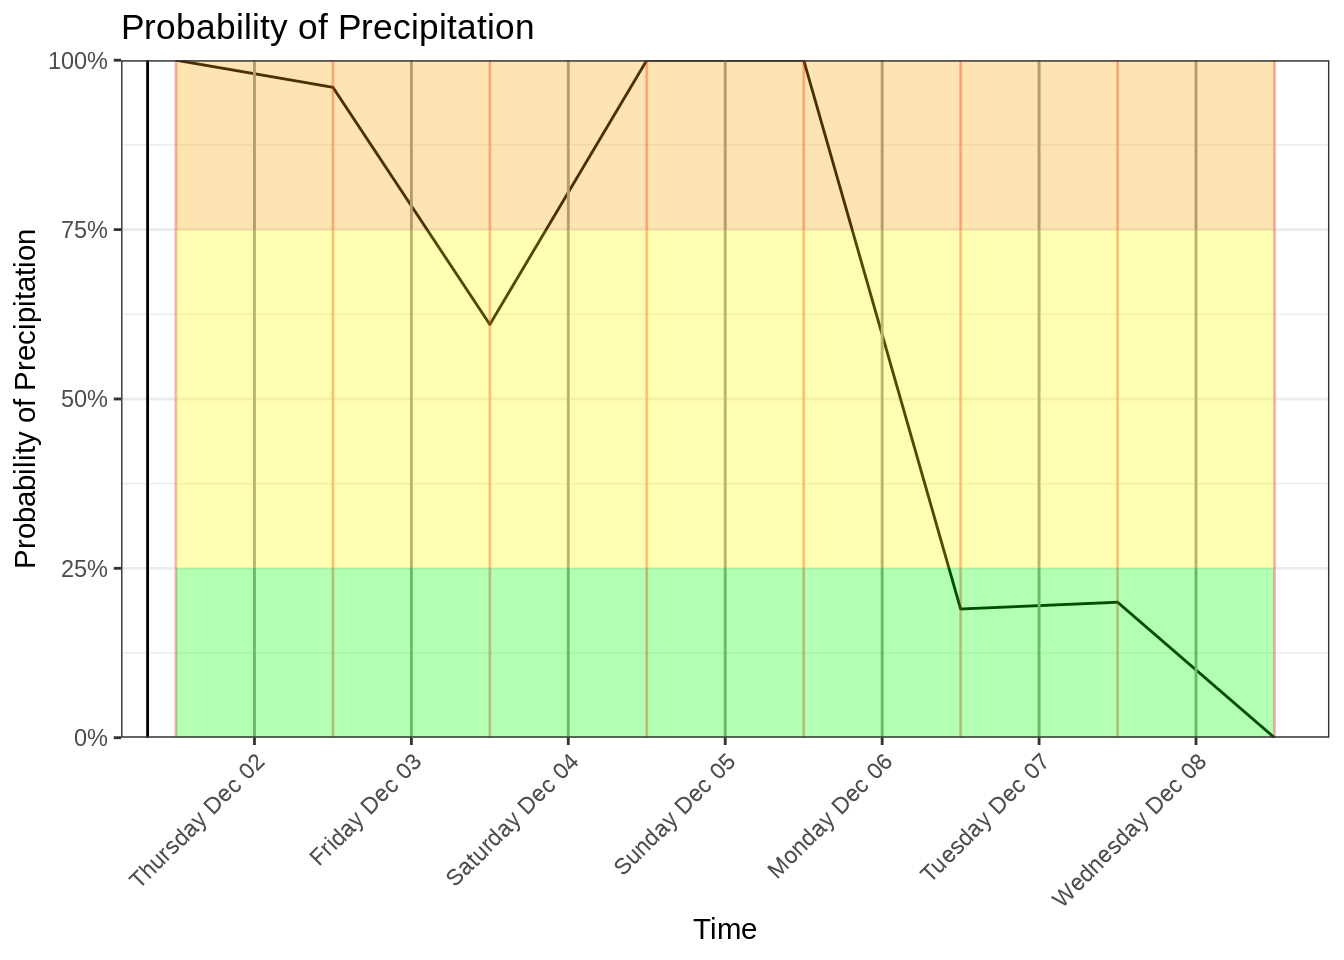 Probability of Precipitation
Probability of Precipitation
100%
75%
50%
25%
0%
Thursday Dec 02
Friday Dec 03
Saturday Dec 04
Sunday Dec 05
Monday Dec 06
Tuesday Dec 07
Wednesday Dec 08
Time